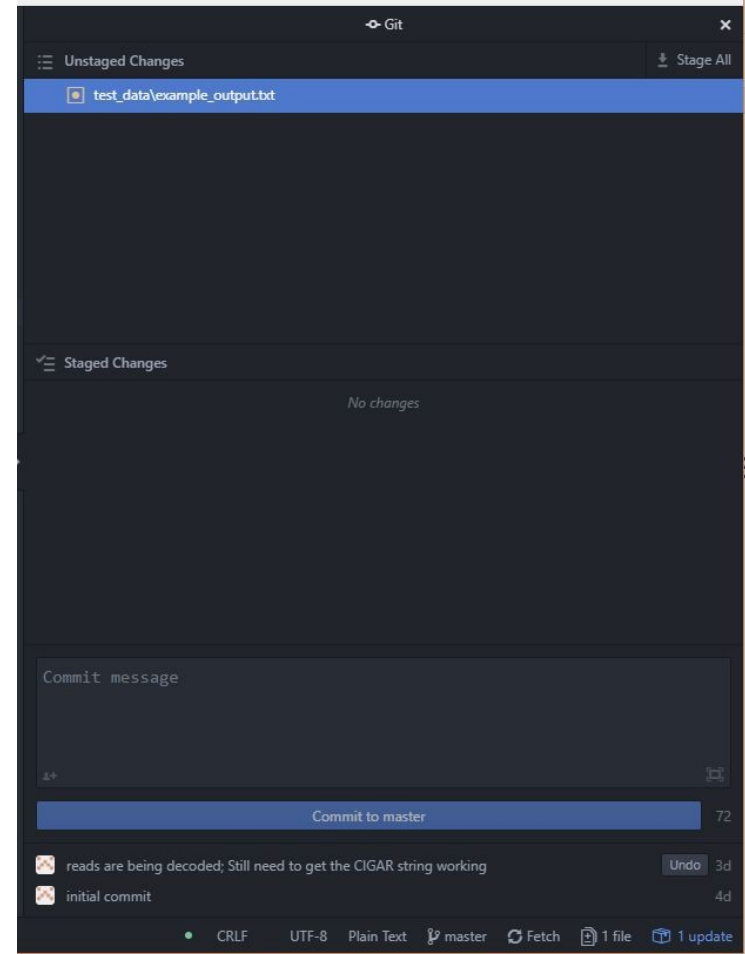 Git
Unstaged Changes Stage All
test_data\example_output.txt
Staged Changes
No changes
Commit message
Commit to master 72
reads are being decoded; Still need to get the CIGAR string working Undo 3d
initial commit 4d
CRLF UTF-8 Plain Text master Fetch 1 file 1 update